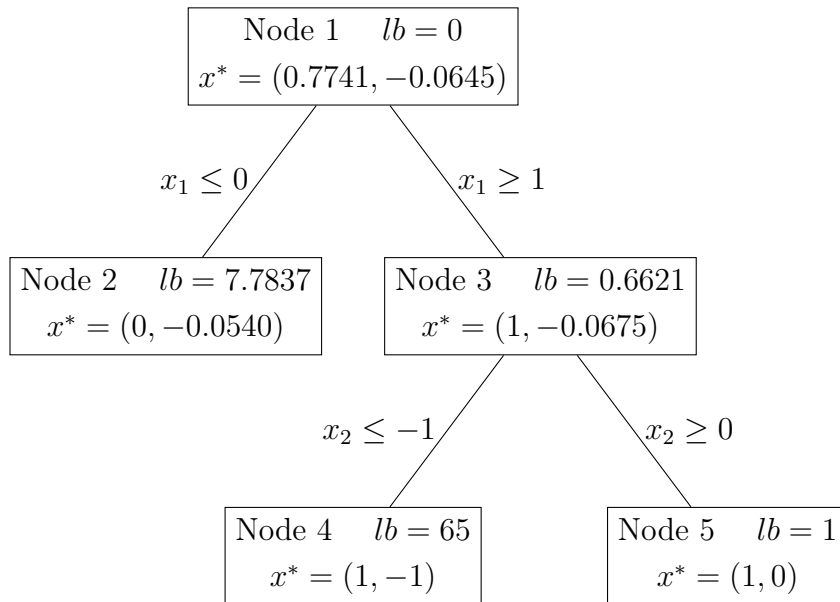 Node 1 lb = 0
x* = (0.7741, −0.0645)
x₁ ≤ 0
x₁ ≥ 1
Node 2 lb = 7.7837
x* = (0, −0.0540)
Node 3 lb = 0.6621
x* = (1, −0.0675)
x₂ ≤ −1
x₂ ≥ 0
Node 4 lb = 65
x* = (1, −1)
Node 5 lb = 1
x* = (1, 0)